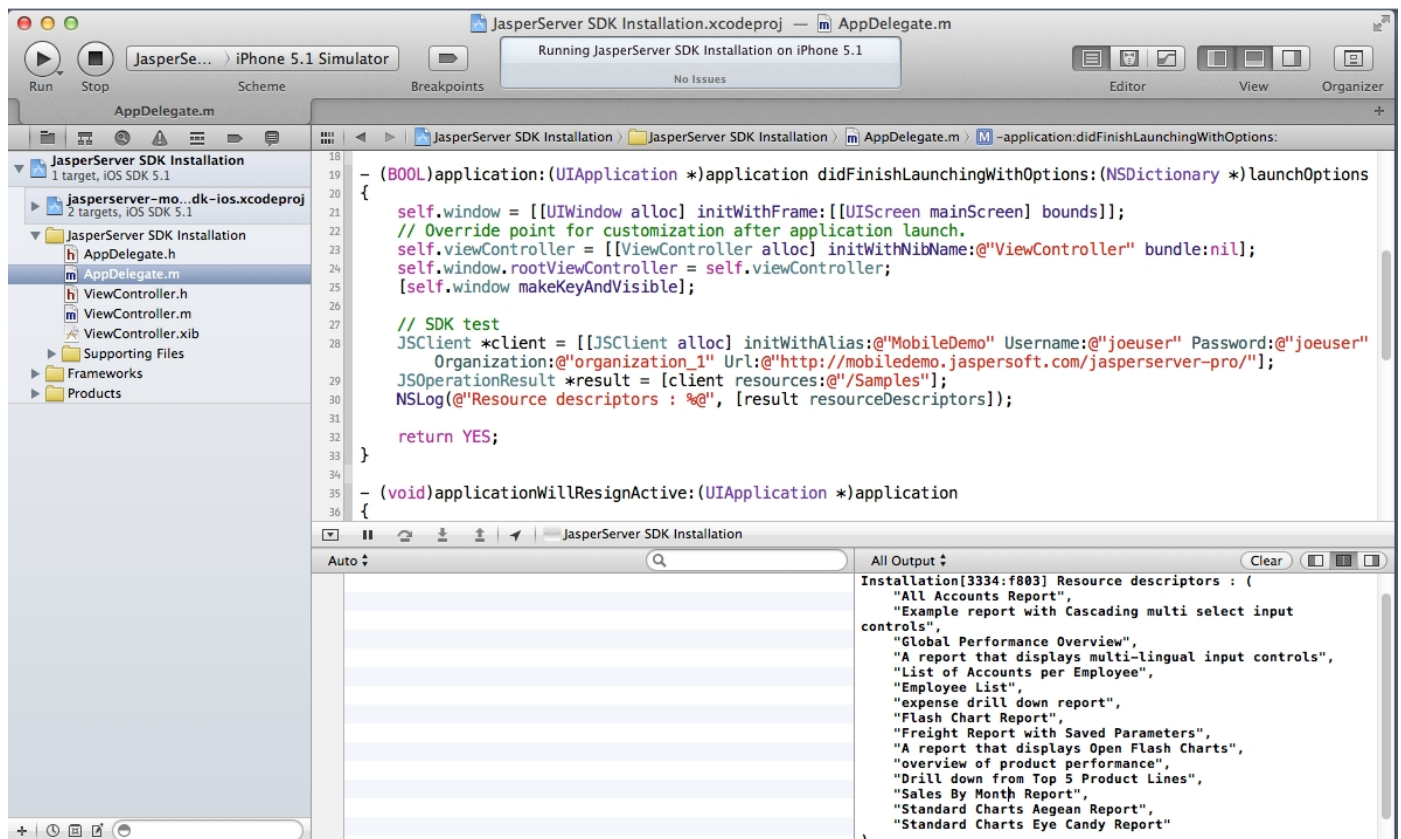 JasperServer SDK Installation.xcodeproj — AppDelegate.m
JasperSe... iPhone 5.1 Simulator
Running JasperServer SDK Installation on iPhone 5.1
No Issues
Run Stop Scheme Breakpoints Editor View Organizer
AppDelegate.m
JasperServer SDK Installation JasperServer SDK Installation AppDelegate.m M -application:didFinishLaunchingWithOptions:
JasperServer SDK Installation
1 target, iOS SDK 5.1
jasperserver-mo...dk-ios.xcodeproj
2 targets, iOS SDK 5.1
JasperServer SDK Installation
h AppDelegate.h
m AppDelegate.m
h ViewController.h
m ViewController.m
ViewController.xib
Supporting Files
Frameworks
Products
18
19 - (BOOL)application:(UIApplication *)application didFinishLaunchingWithOptions:(NSDictionary *)launchOptions
20 {
21 self.window = [[UIWindow alloc] initWithFrame:[[UIScreen mainScreen] bounds]];
22 // Override point for customization after application launch.
23 self.viewController = [[ViewController alloc] initWithNibName:@"ViewController" bundle:nil];
24 self.window.rootViewController = self.viewController;
25 [self.window makeKeyAndVisible];
26
27 // SDK test
28 JSClient *client = [[JSClient alloc] initWithAlias:@"MobileDemo" Username:@"joeuser" Password:@"joeuser"
Organization:@"organization_1" Url:@"http://mobiledemo.jaspersoft.com/jasperserver-pro/"];
29 JSOperationResult *result = [client resources:@"/Samples"];
30 NSLog(@"Resource descriptors : %@", [result resourceDescriptors]);
31
32 return YES;
33 }
34
35 - (void)applicationWillResignActive:(UIApplication *)application
36 {
JasperServer SDK Installation
Auto
All Output Clear
Installation[3334:f803] Resource descriptors : (
"All Accounts Report",
"Example report with Cascading multi select input
controls",
"Global Performance Overview",
"A report that displays multi-lingual input controls",
"List of Accounts per Employee",
"Employee List",
"expense drill down report",
"Flash Chart Report",
"Freight Report with Saved Parameters",
"A report that displays Open Flash Charts",
"overview of product performance",
"Drill down from Top 5 Product Lines",
"Sales By Month Report",
"Standard Charts Aegean Report",
"Standard Charts Eye Candy Report"
)